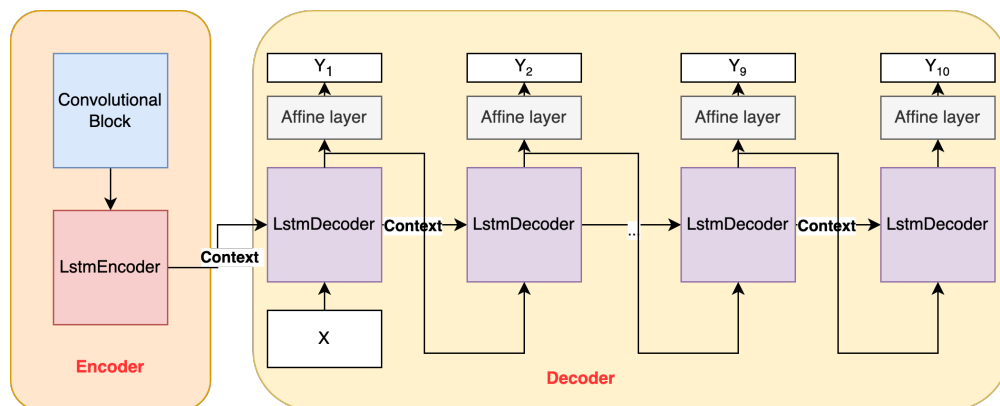 Convolutional
Block
LstmEncoder
Encoder
Context
Y1
Affine layer
LstmDecoder
X
Context
Y2
Affine layer
LstmDecoder
..
Y9
Affine layer
LstmDecoder
Context
Y10
Affine layer
LstmDecoder
Decoder